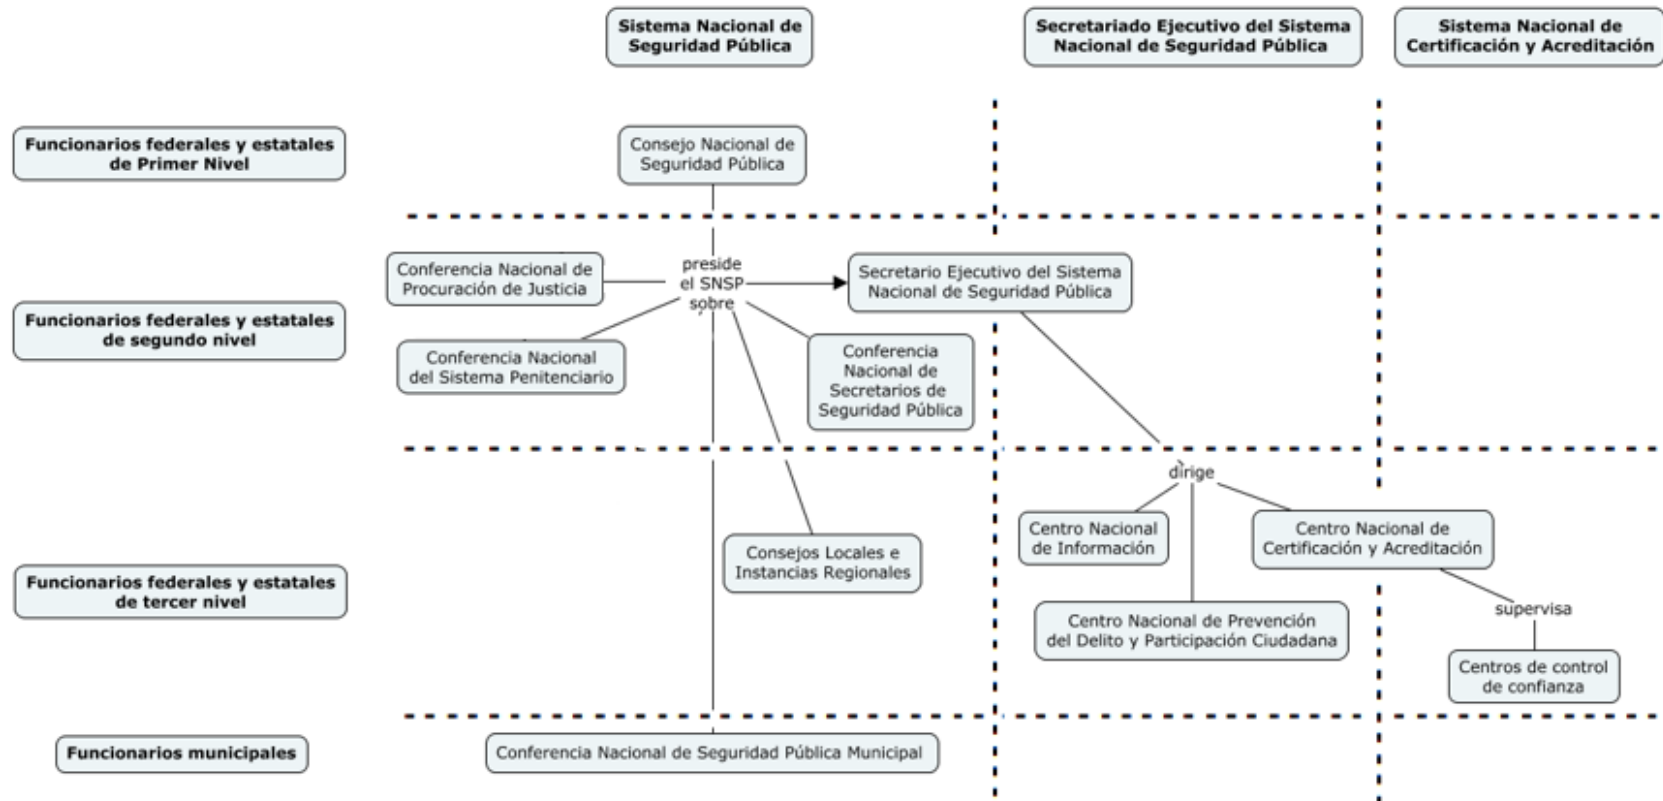 Sistema Nacional de
Seguridad Pública
Secretariado Ejecutivo del Sistema
Nacional de Seguridad Pública
Sistema Nacional de
Certificación y Acreditación
Funcionarios federales y estatales
de Primer Nivel
Consejo Nacional de
Seguridad Pública
Funcionarios federales y estatales
de segundo nivel
Conferencia Nacional de
Procuración de Justicia
preside
el SNSP
sobre
Secretario Ejecutivo del Sistema
Nacional de Seguridad Pública
Conferencia Nacional
del Sistema Penitenciario
Conferencia
Nacional de
Secretarios de
Seguridad Pública
Funcionarios federales y estatales
de tercer nivel
Consejos Locales e
Instancias Regionales
dirige
Centro Nacional
de Información
Centro Nacional de
Certificación y Acreditación
Centro Nacional de Prevención
del Delito y Participación Ciudadana
supervisa
Centros de control
de confianza
Funcionarios municipales
Conferencia Nacional de Seguridad Pública Municipal